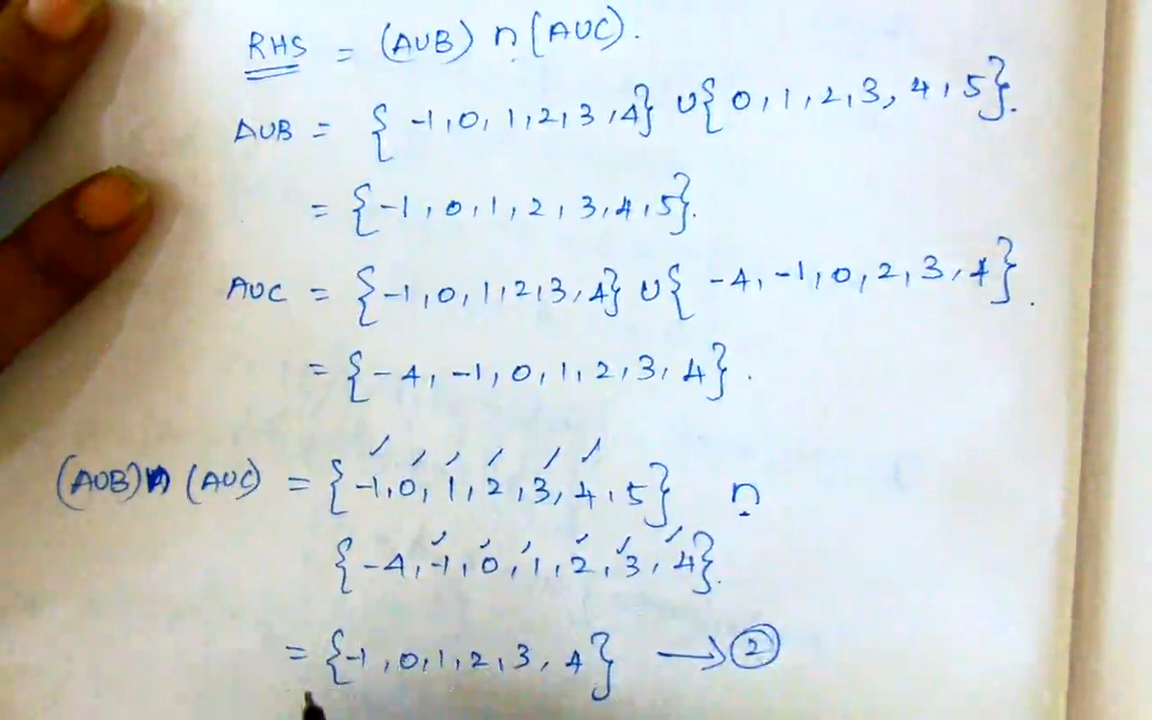 RHS = (A∪B) ∩ (A∪C).
A∪B = { -1, 0, 1, 2, 3, 4} ∪ { 0, 1, 2, 3, 4, 5}.
= {-1, 0, 1, 2, 3, 4, 5}.
A∪C = {-1, 0, 1, 2, 3, 4} ∪ { -4, -1, 0, 2, 3, 4}.
= {-4, -1, 0, 1, 2, 3, 4}.
(A∪B) ∩ (A∪C) = {-1, 0, 1, 2, 3, 4, 5} ∩
{-4, -1, 0, 1, 2, 3, 4}.
= {-1, 0, 1, 2, 3, 4} → ②